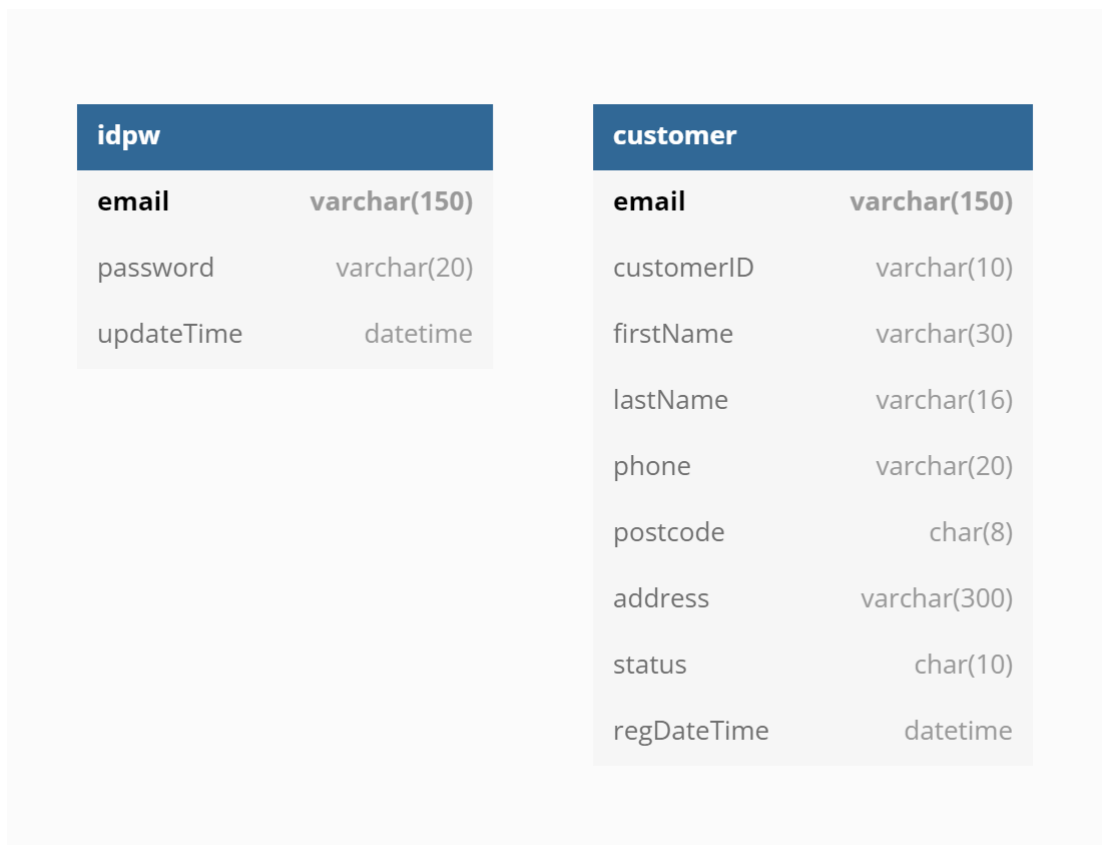 idpw
email varchar(150)
password varchar(20)
updateTime datetime
customer
email varchar(150)
customerID varchar(10)
firstName varchar(30)
lastName varchar(16)
phone varchar(20)
postcode char(8)
address varchar(300)
status char(10)
regDateTime datetime